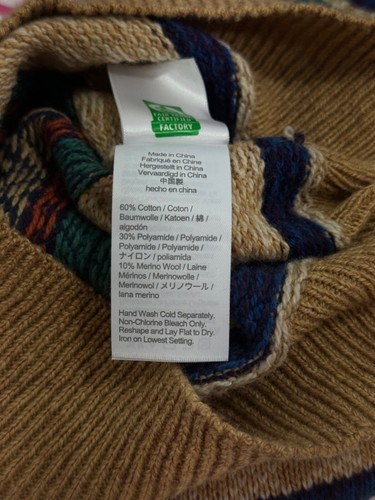 CERTIFIED
FACTORY
Made in China
Fabriqué en Chine
Hergestellt in China
Vervaardigd in China
中国製
hecho en china
60% Cotton / Coton /
Baumwolle / Katoen / 綿 /
algodón
30% Polyamide / Polyamide /
Polyamide / Polyamide /
ナイロン / poliamida
10% Merino Wool / Laine
Mérinos / Merinowolle /
Merinowol / メリノウール /
lana merino
Hand Wash Cold Separately.
Non-Chlorine Bleach Only.
Reshape and Lay Flat to Dry.
Iron on Lowest Setting.